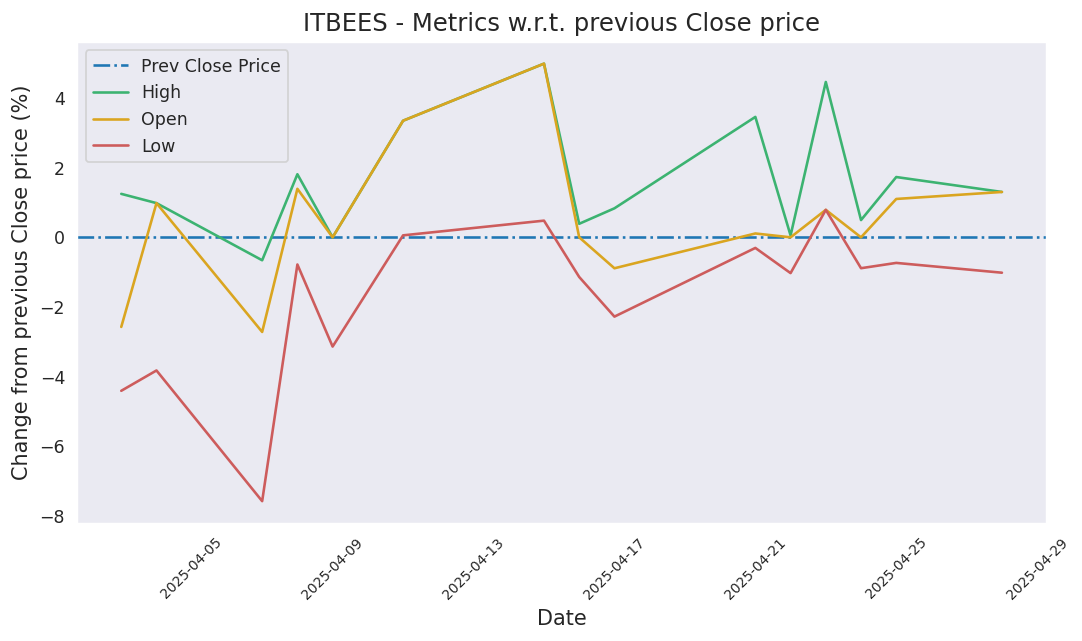 ITBEES - Metrics w.r.t. previous Close price
Prev Close Price
High
Open
Low
Change from previous Close price (%)
4
2
0
−2
−4
−6
−8
2025-04-05
2025-04-09
2025-04-13
2025-04-17
2025-04-21
2025-04-25
2025-04-29
Date